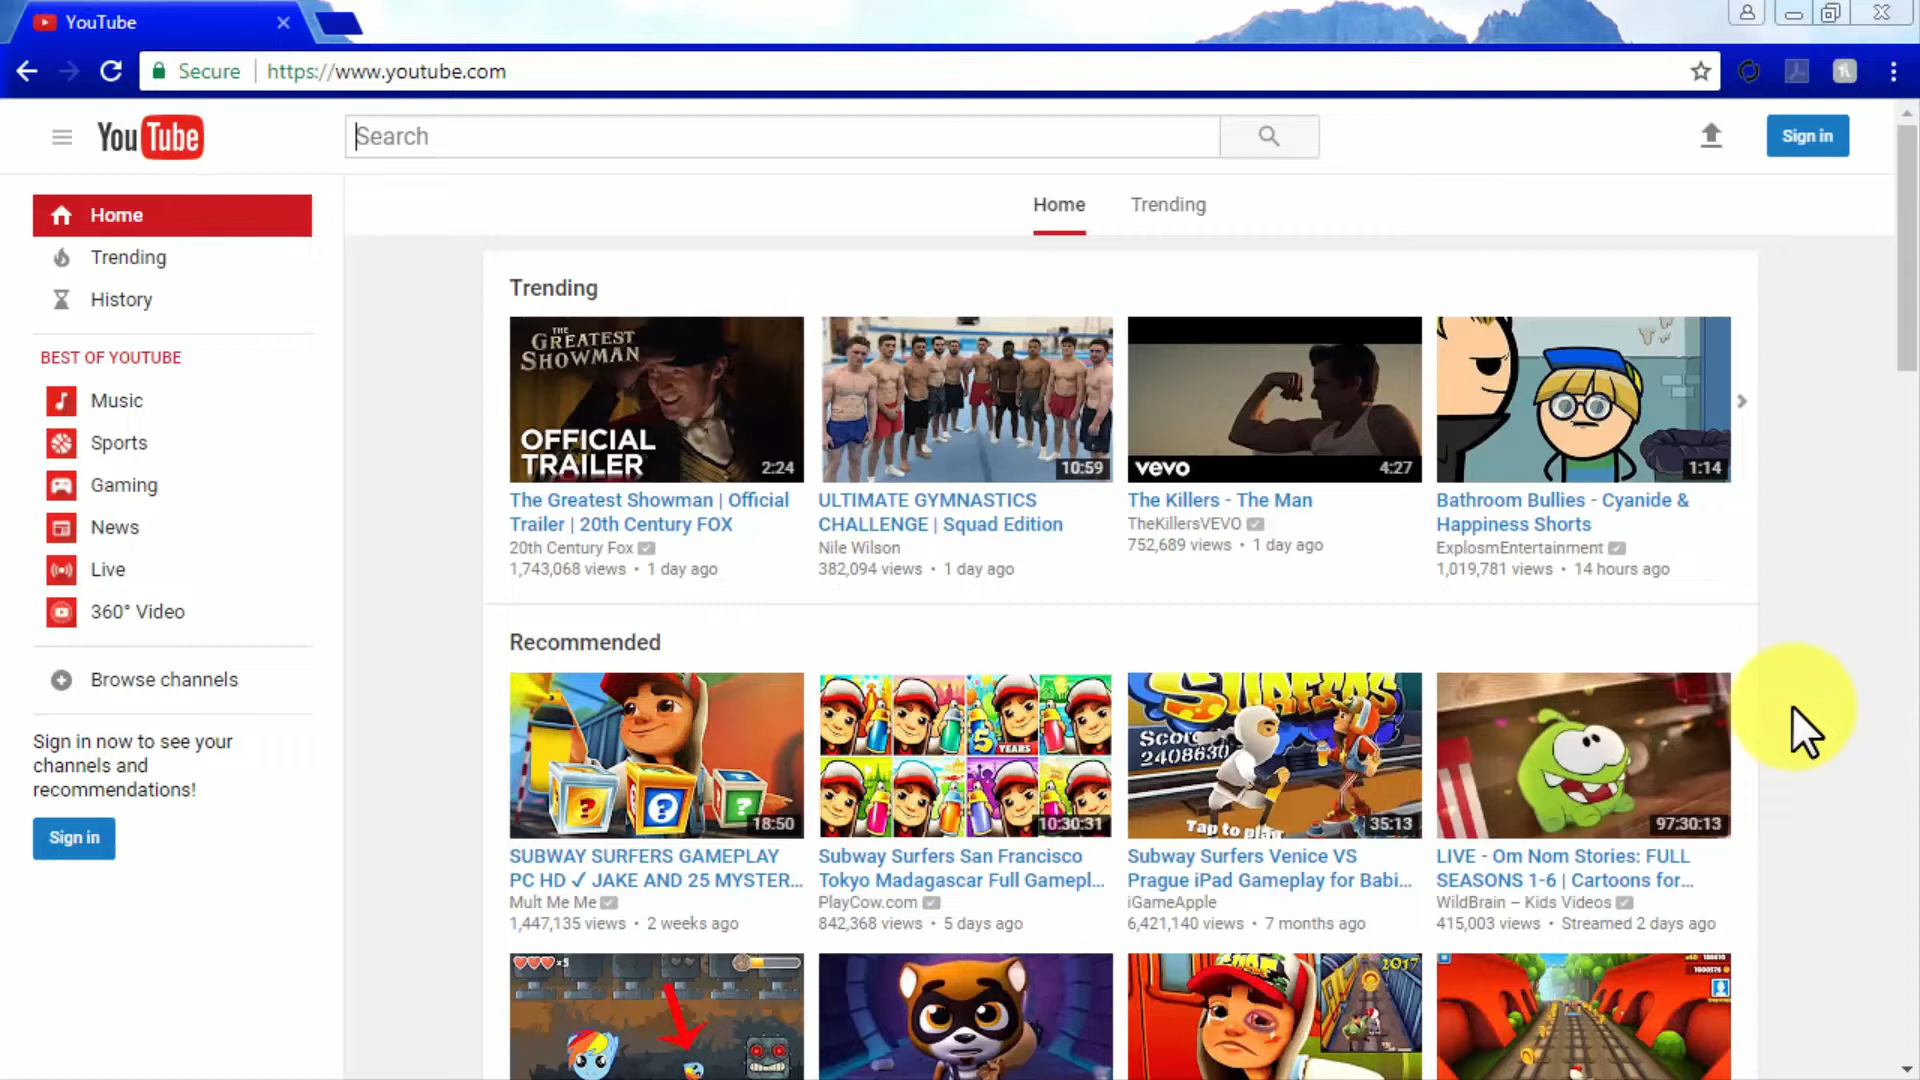 YouTube
Secure
https://www.youtube.com
YouTube
Search
Sign in
Home
Trending
History
BEST OF YOUTUBE
Music
Sports
Gaming
News
Live
360° Video
Browse channels
Sign in now to see your
channels and
recommendations!
Sign in
Home
Trending
Trending
THE
GREATEST
SHOWMAN
OFFICIAL
TRAILER
2:24
The Greatest Showman | Official
Trailer | 20th Century FOX
20th Century Fox
1,743,068 views • 1 day ago
10:59
ULTIMATE GYMNASTICS
CHALLENGE | Squad Edition
Nile Wilson
382,094 views • 1 day ago
vevo
4:27
The Killers - The Man
TheKillersVEVO
752,689 views • 1 day ago
1:14
Bathroom Bullies - Cyanide &
Happiness Shorts
ExplosmEntertainment
1,019,781 views • 14 hours ago
Recommended
18:50
SUBWAY SURFERS GAMEPLAY
PC HD ✓ JAKE AND 25 MYSTER...
Mult Me Me
1,447,135 views • 2 weeks ago
5
YEARS
10:30:31
Subway Surfers San Francisco
Tokyo Madagascar Full Gamepl...
PlayCow.com
842,368 views • 5 days ago
SURFERS
Score
2408630
Tap to play
35:13
Subway Surfers Venice VS
Prague iPad Gameplay for Babi...
iGameApple
6,421,140 views • 7 months ago
97:30:13
LIVE - Om Nom Stories: FULL
SEASONS 1-6 | Cartoons for...
WildBrain – Kids Videos
415,003 views • Streamed 2 days ago
2017